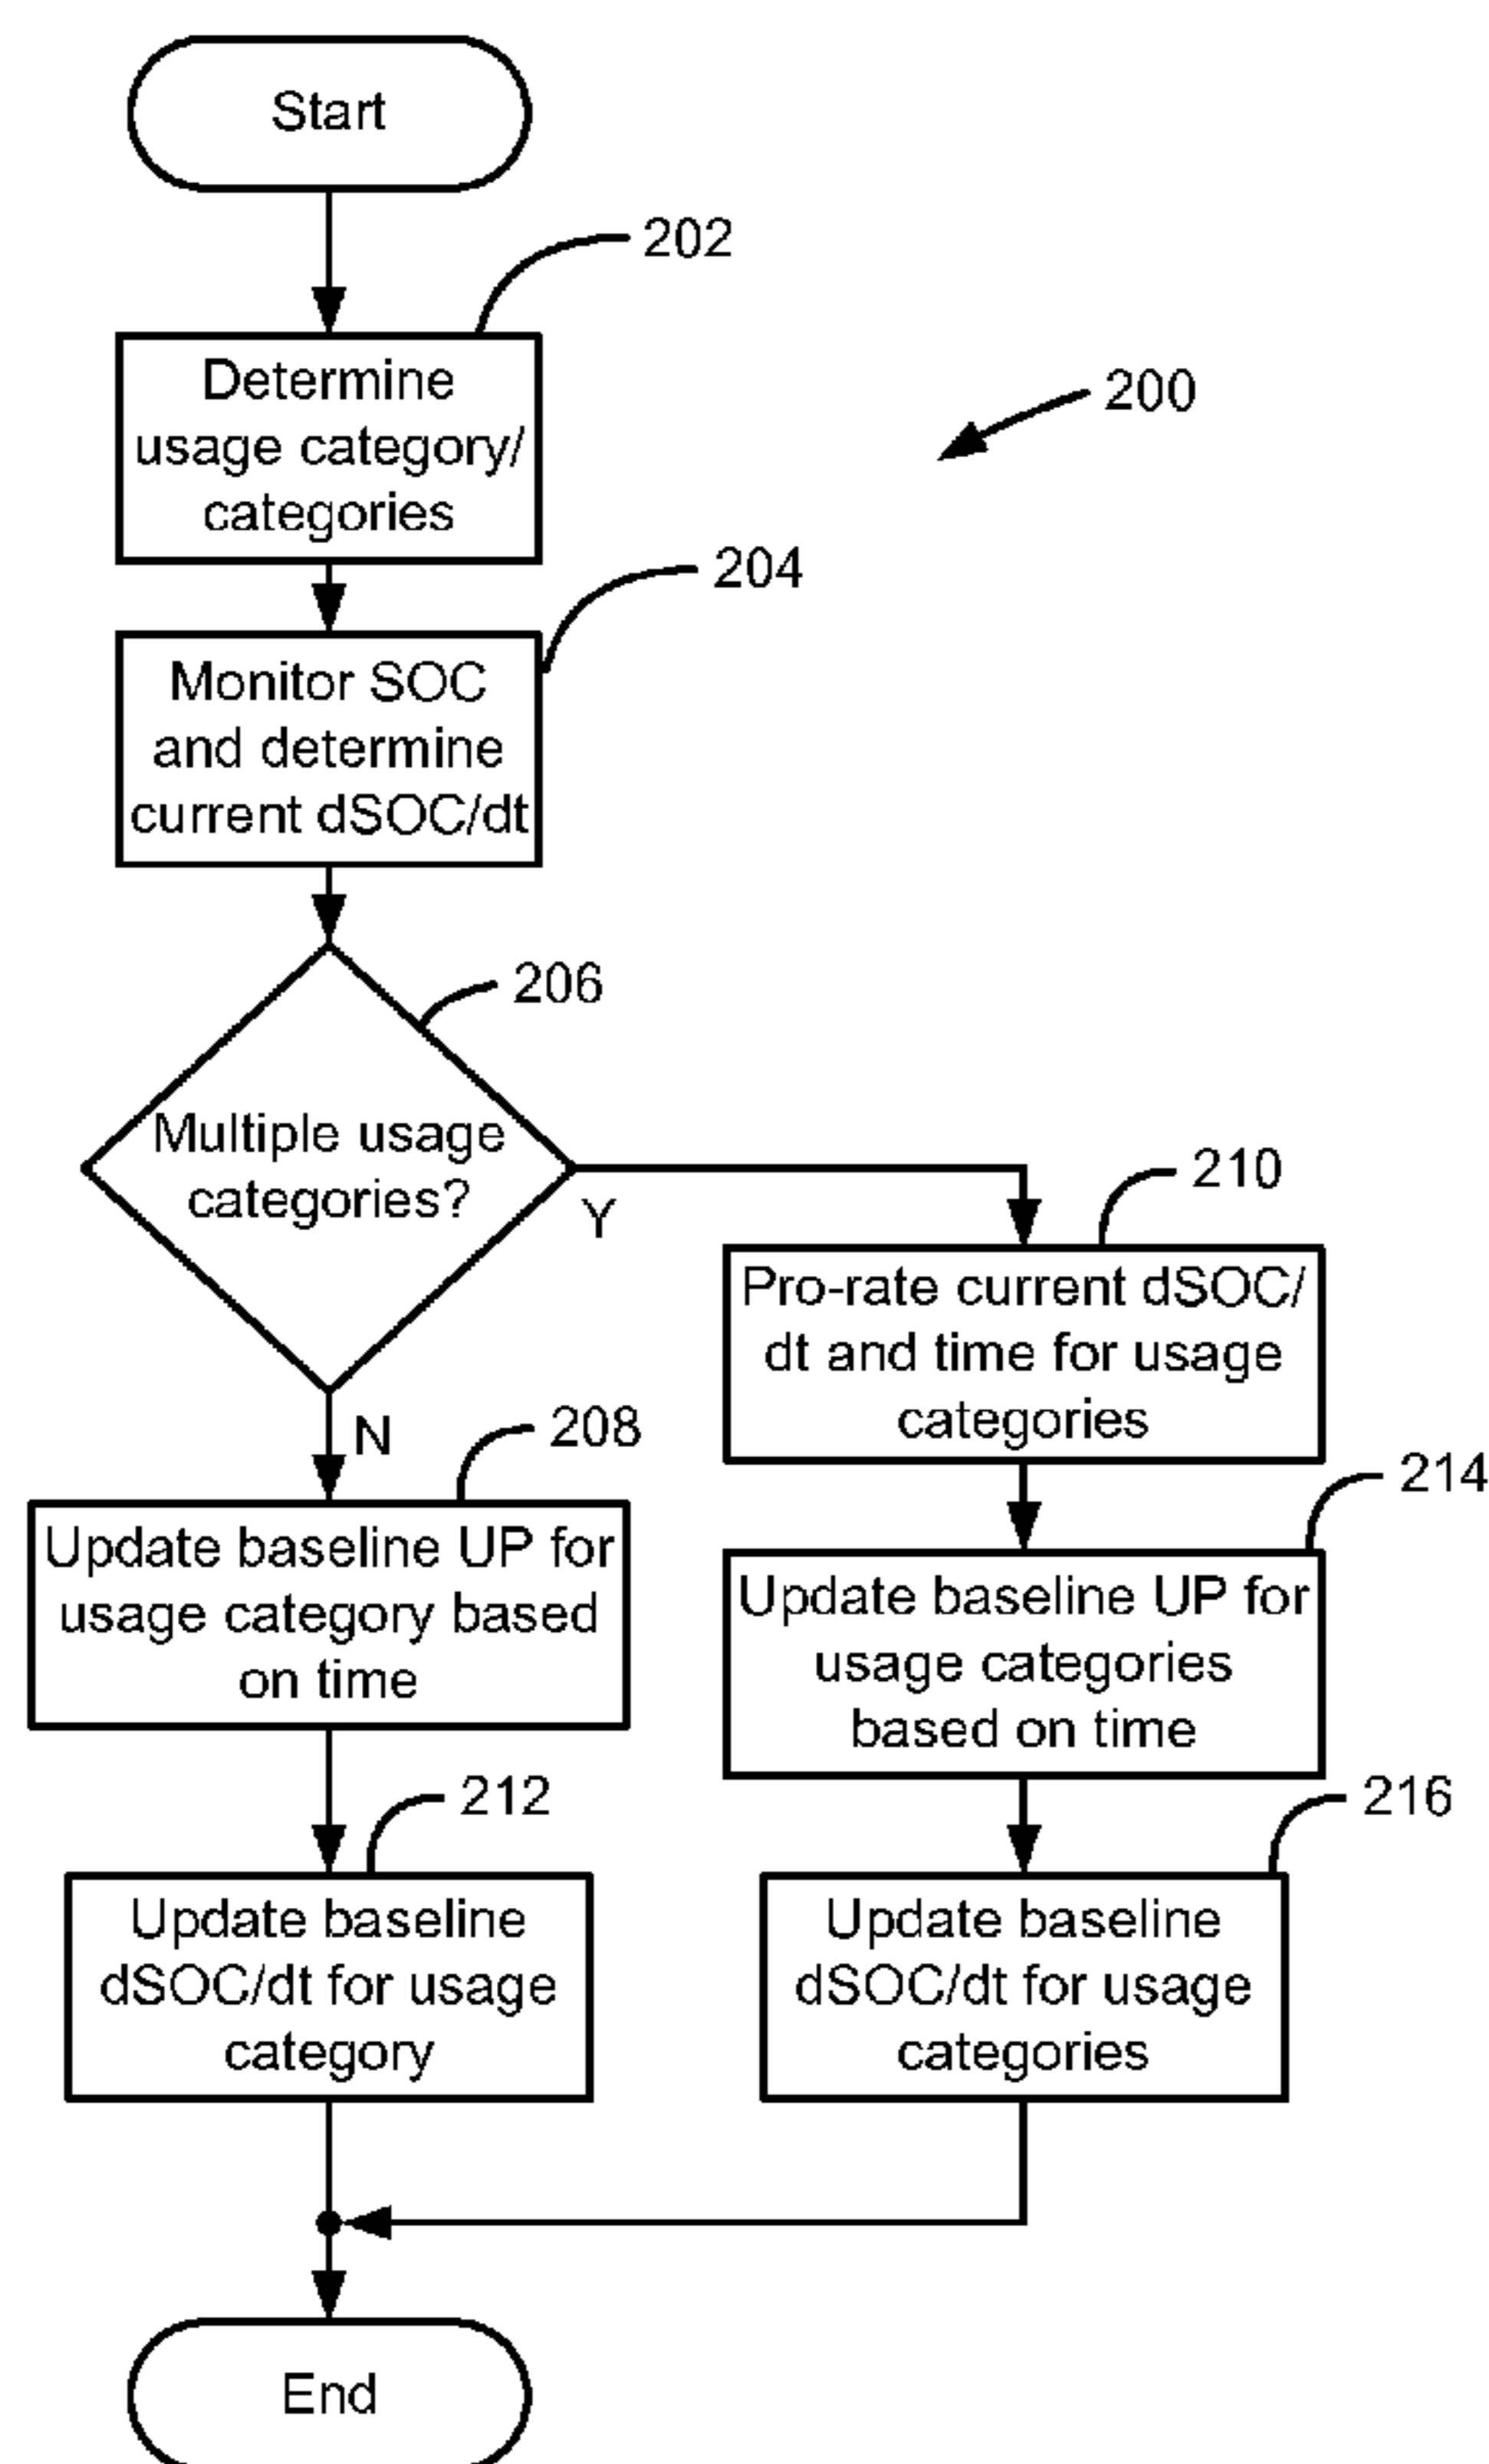 Start
202
Determine
usage category/
categories
200
204
Monitor SOC
and determine
current dSOC/dt
206
Multiple usage
categories?
Y
N
210
Pro-rate current dSOC/
dt and time for usage
categories
208
Update baseline UP for
usage category based
on time
214
Update baseline UP for
usage categories
based on time
212
Update baseline
dSOC/dt for usage
category
216
Update baseline
dSOC/dt for usage
categories
End